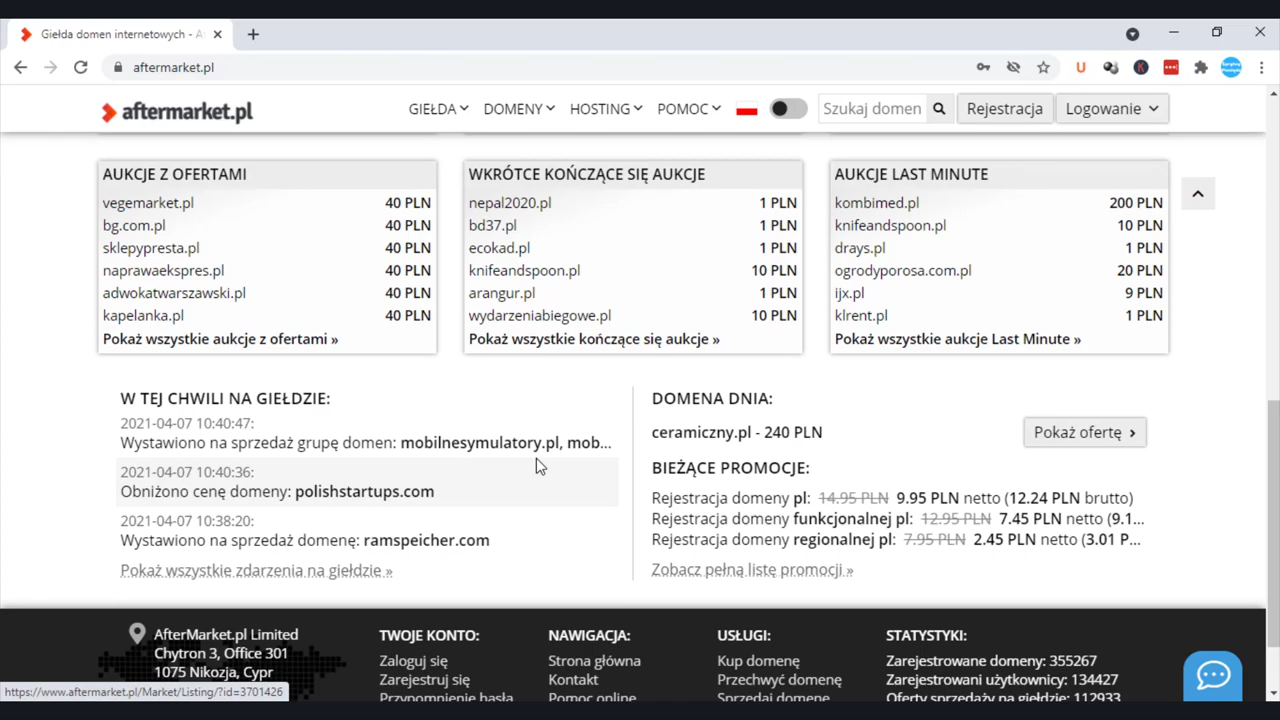 Giełda domen internetowych - A
aftermarket.pl
aftermarket.pl
GIEŁDA
DOMENY
HOSTING
POMOC
Szukaj domen
Rejestracja
Logowanie
AUKCJE Z OFERTAMI
vegemarket.pl 40 PLN
bg.com.pl 40 PLN
sklepypresta.pl 40 PLN
naprawaekspres.pl 40 PLN
adwokatwarszawski.pl 40 PLN
kapelanka.pl 40 PLN
Pokaż wszystkie aukcje z ofertami »
WKRÓTCE KOŃCZĄCE SIĘ AUKCJE
nepal2020.pl 1 PLN
bd37.pl 1 PLN
ecokad.pl 1 PLN
knifeandspoon.pl 10 PLN
arangur.pl 1 PLN
wydarzeniabiegowe.pl 10 PLN
Pokaż wszystkie kończące się aukcje »
AUKCJE LAST MINUTE
kombimed.pl 200 PLN
knifeandspoon.pl 10 PLN
drays.pl 1 PLN
ogrodyporosa.com.pl 20 PLN
ijx.pl 9 PLN
klrent.pl 1 PLN
Pokaż wszystkie aukcje Last Minute »
W TEJ CHWILI NA GIEŁDZIE:
2021-04-07 10:40:47:
Wystawiono na sprzedaż grupę domen: mobilnesymulatory.pl, mob...
2021-04-07 10:40:36:
Obniżono cenę domeny: polishstartups.com
2021-04-07 10:38:20:
Wystawiono na sprzedaż domenę: ramspeicher.com
Pokaż wszystkie zdarzenia na giełdzie »
DOMENA DNIA:
ceramiczny.pl - 240 PLN
Pokaż ofertę ›
BIEŻĄCE PROMOCJE:
Rejestracja domeny pl: 14.95 PLN 9.95 PLN netto (12.24 PLN brutto)
Rejestracja domeny funkcjonalnej pl: 12.95 PLN 7.45 PLN netto (9.1...
Rejestracja domeny regionalnej pl: 7.95 PLN 2.45 PLN netto (3.01 P...
Zobacz pełną listę promocji »
AfterMarket.pl Limited
Chytron 3, Office 301
1075 Nikozja, Cypr
TWOJE KONTO:
Zaloguj się
Zarejestruj się
Przypomnienie hasła
NAWIGACJA:
Strona główna
Kontakt
Pomoc online
USŁUGI:
Kup domenę
Przechwyć domenę
Sprzedaj domenę
STATYSTYKI:
Zarejestrowane domeny: 355267
Zarejestrowani użytkownicy: 134427
Oferty sprzedaży na giełdzie: 112933
https://www.aftermarket.pl/Market/Listing/?id=3701426